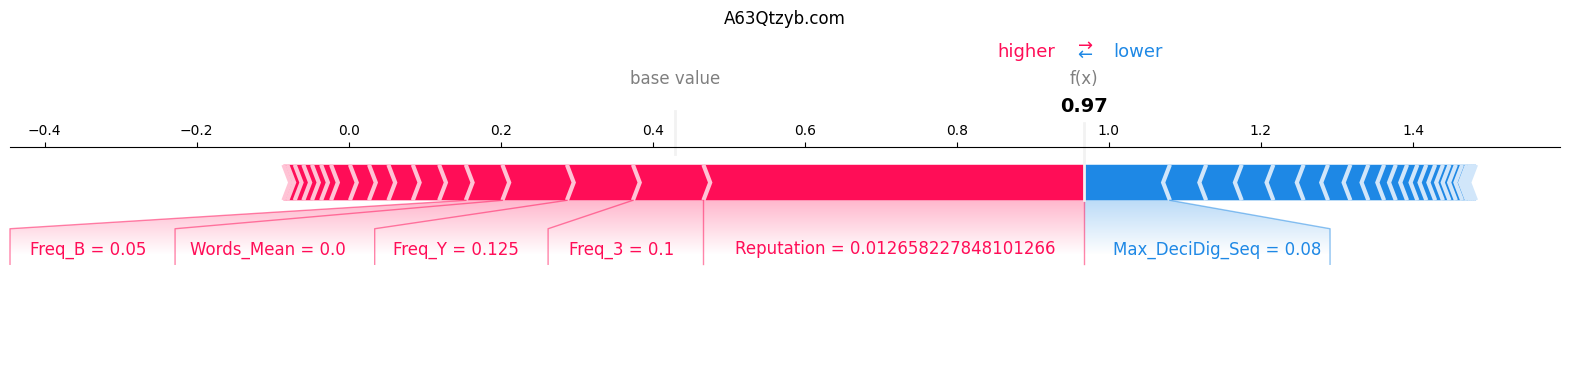 A63Qtzyb.com
higher → ← lower
base value f(x)
0.97
−0.4 −0.2 0.0 0.2 0.4 0.6 0.8 1.0 1.2 1.4
Freq_B = 0.05 Words_Mean = 0.0 Freq_Y = 0.125 Freq_3 = 0.1 Reputation = 0.012658227848101266 Max_DeciDig_Seq = 0.08